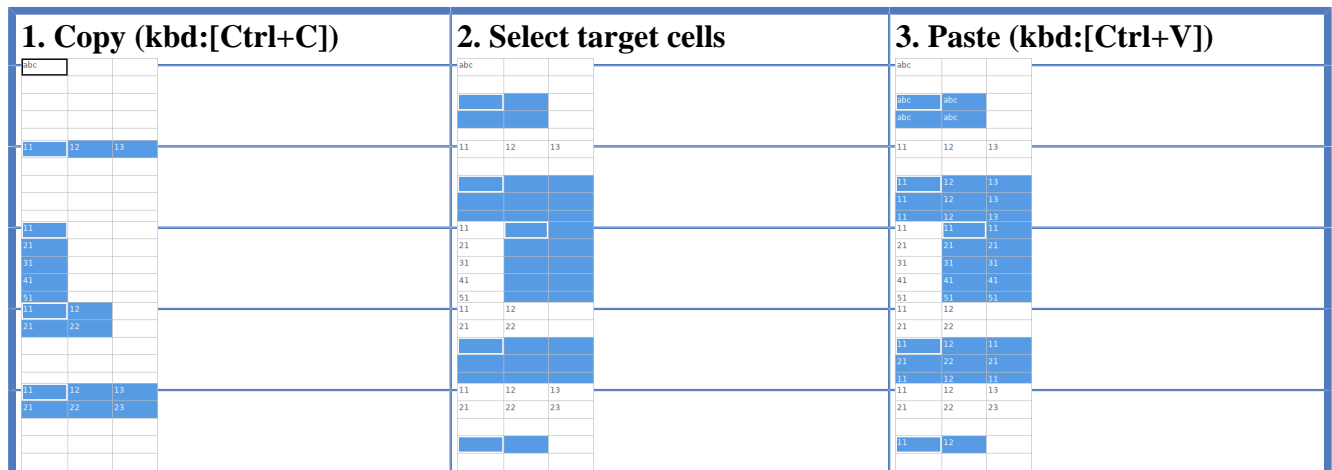 1. Copy (kbd:[Ctrl+C]) 2. Select target cells 3. Paste (kbd:[Ctrl+V])
abc abc abc
abc abc
abc abc
11 12 13 11 12 13 11 12 13
11 12 13
11 12 13
11 12 13
11 11 11 11 11
21 21 21 21 21
31 31 31 31 31
41 41 41 41 41
51 51 51 51 51
11 12 11 12 11 12
21 22 21 22 21 22
11 12 11
21 22 21
11 12 11
11 12 13 11 12 13 11 12 13
21 22 23 21 22 23 21 22 23
11 12